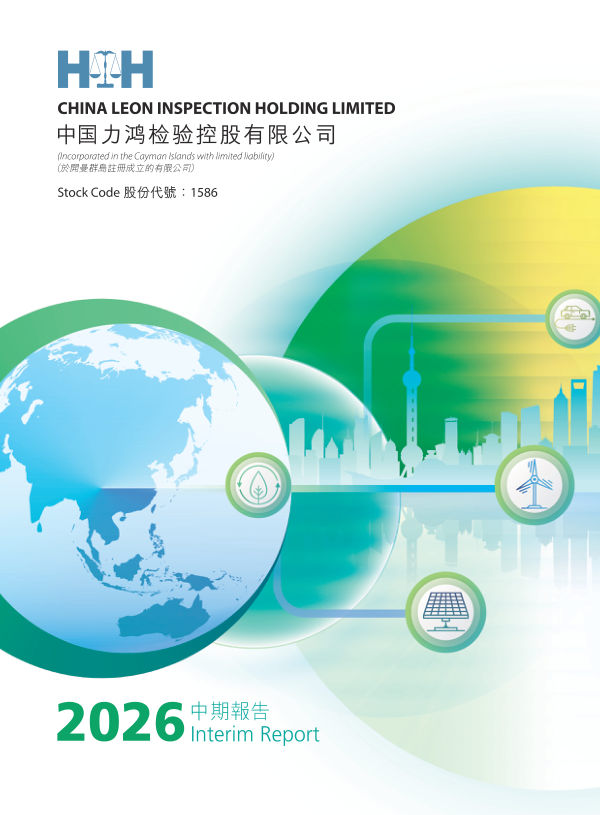 H H
CHINA LEON INSPECTION HOLDING LIMITED
中国力鸿检验控股有限公司
(Incorporated in the Cayman Islands with limited liability)
(於開曼群島註冊成立的有限公司)
Stock Code 股份代號：1586
2026 中期報告
Interim Report